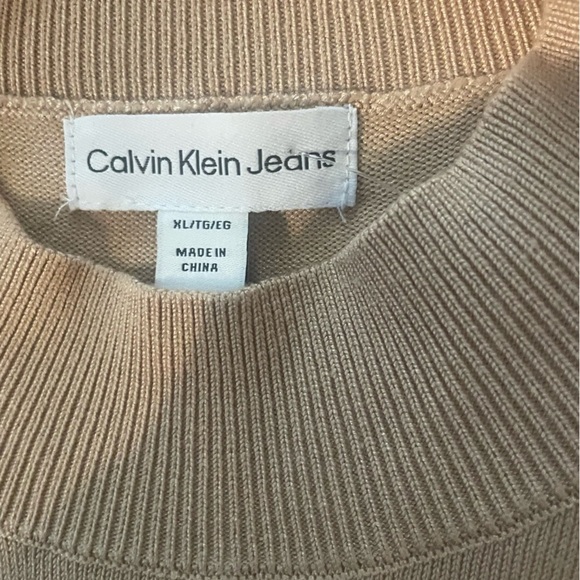 Calvin Klein Jeans
XL/TG/EG
MADE IN
CHINA